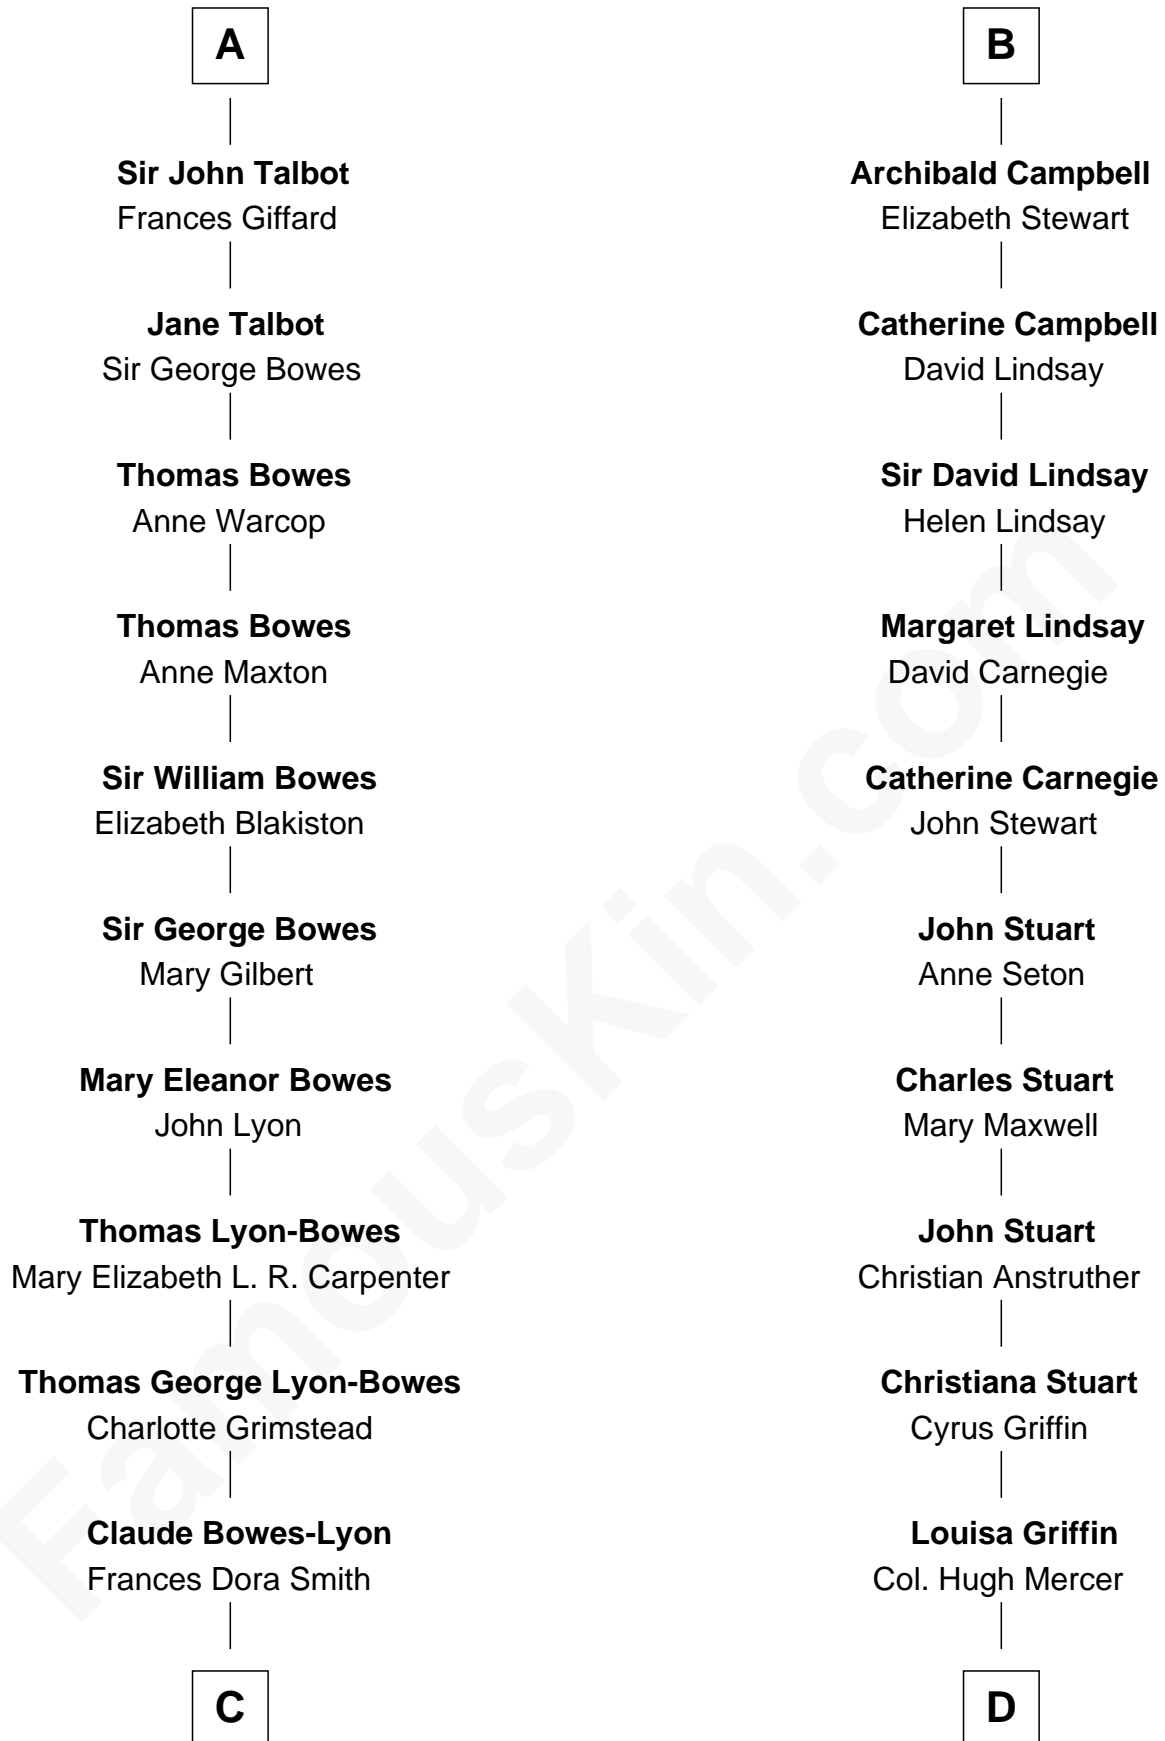 A
Sir John Talbot
Frances Giffard
Jane Talbot
Sir George Bowes
Thomas Bowes
Anne Warcop
Thomas Bowes
Anne Maxton
Sir William Bowes
Elizabeth Blakiston
Sir George Bowes
Mary Gilbert
Mary Eleanor Bowes
John Lyon
Thomas Lyon-Bowes
Mary Elizabeth L. R. Carpenter
Thomas George Lyon-Bowes
Charlotte Grimstead
Claude Bowes-Lyon
Frances Dora Smith
C
B
Archibald Campbell
Elizabeth Stewart
Catherine Campbell
David Lindsay
Sir David Lindsay
Helen Lindsay
Margaret Lindsay
David Carnegie
Catherine Carnegie
John Stewart
John Stuart
Anne Seton
Charles Stuart
Mary Maxwell
John Stuart
Christian Anstruther
Christiana Stuart
Cyrus Griffin
Louisa Griffin
Col. Hugh Mercer
D
FamousKin.com